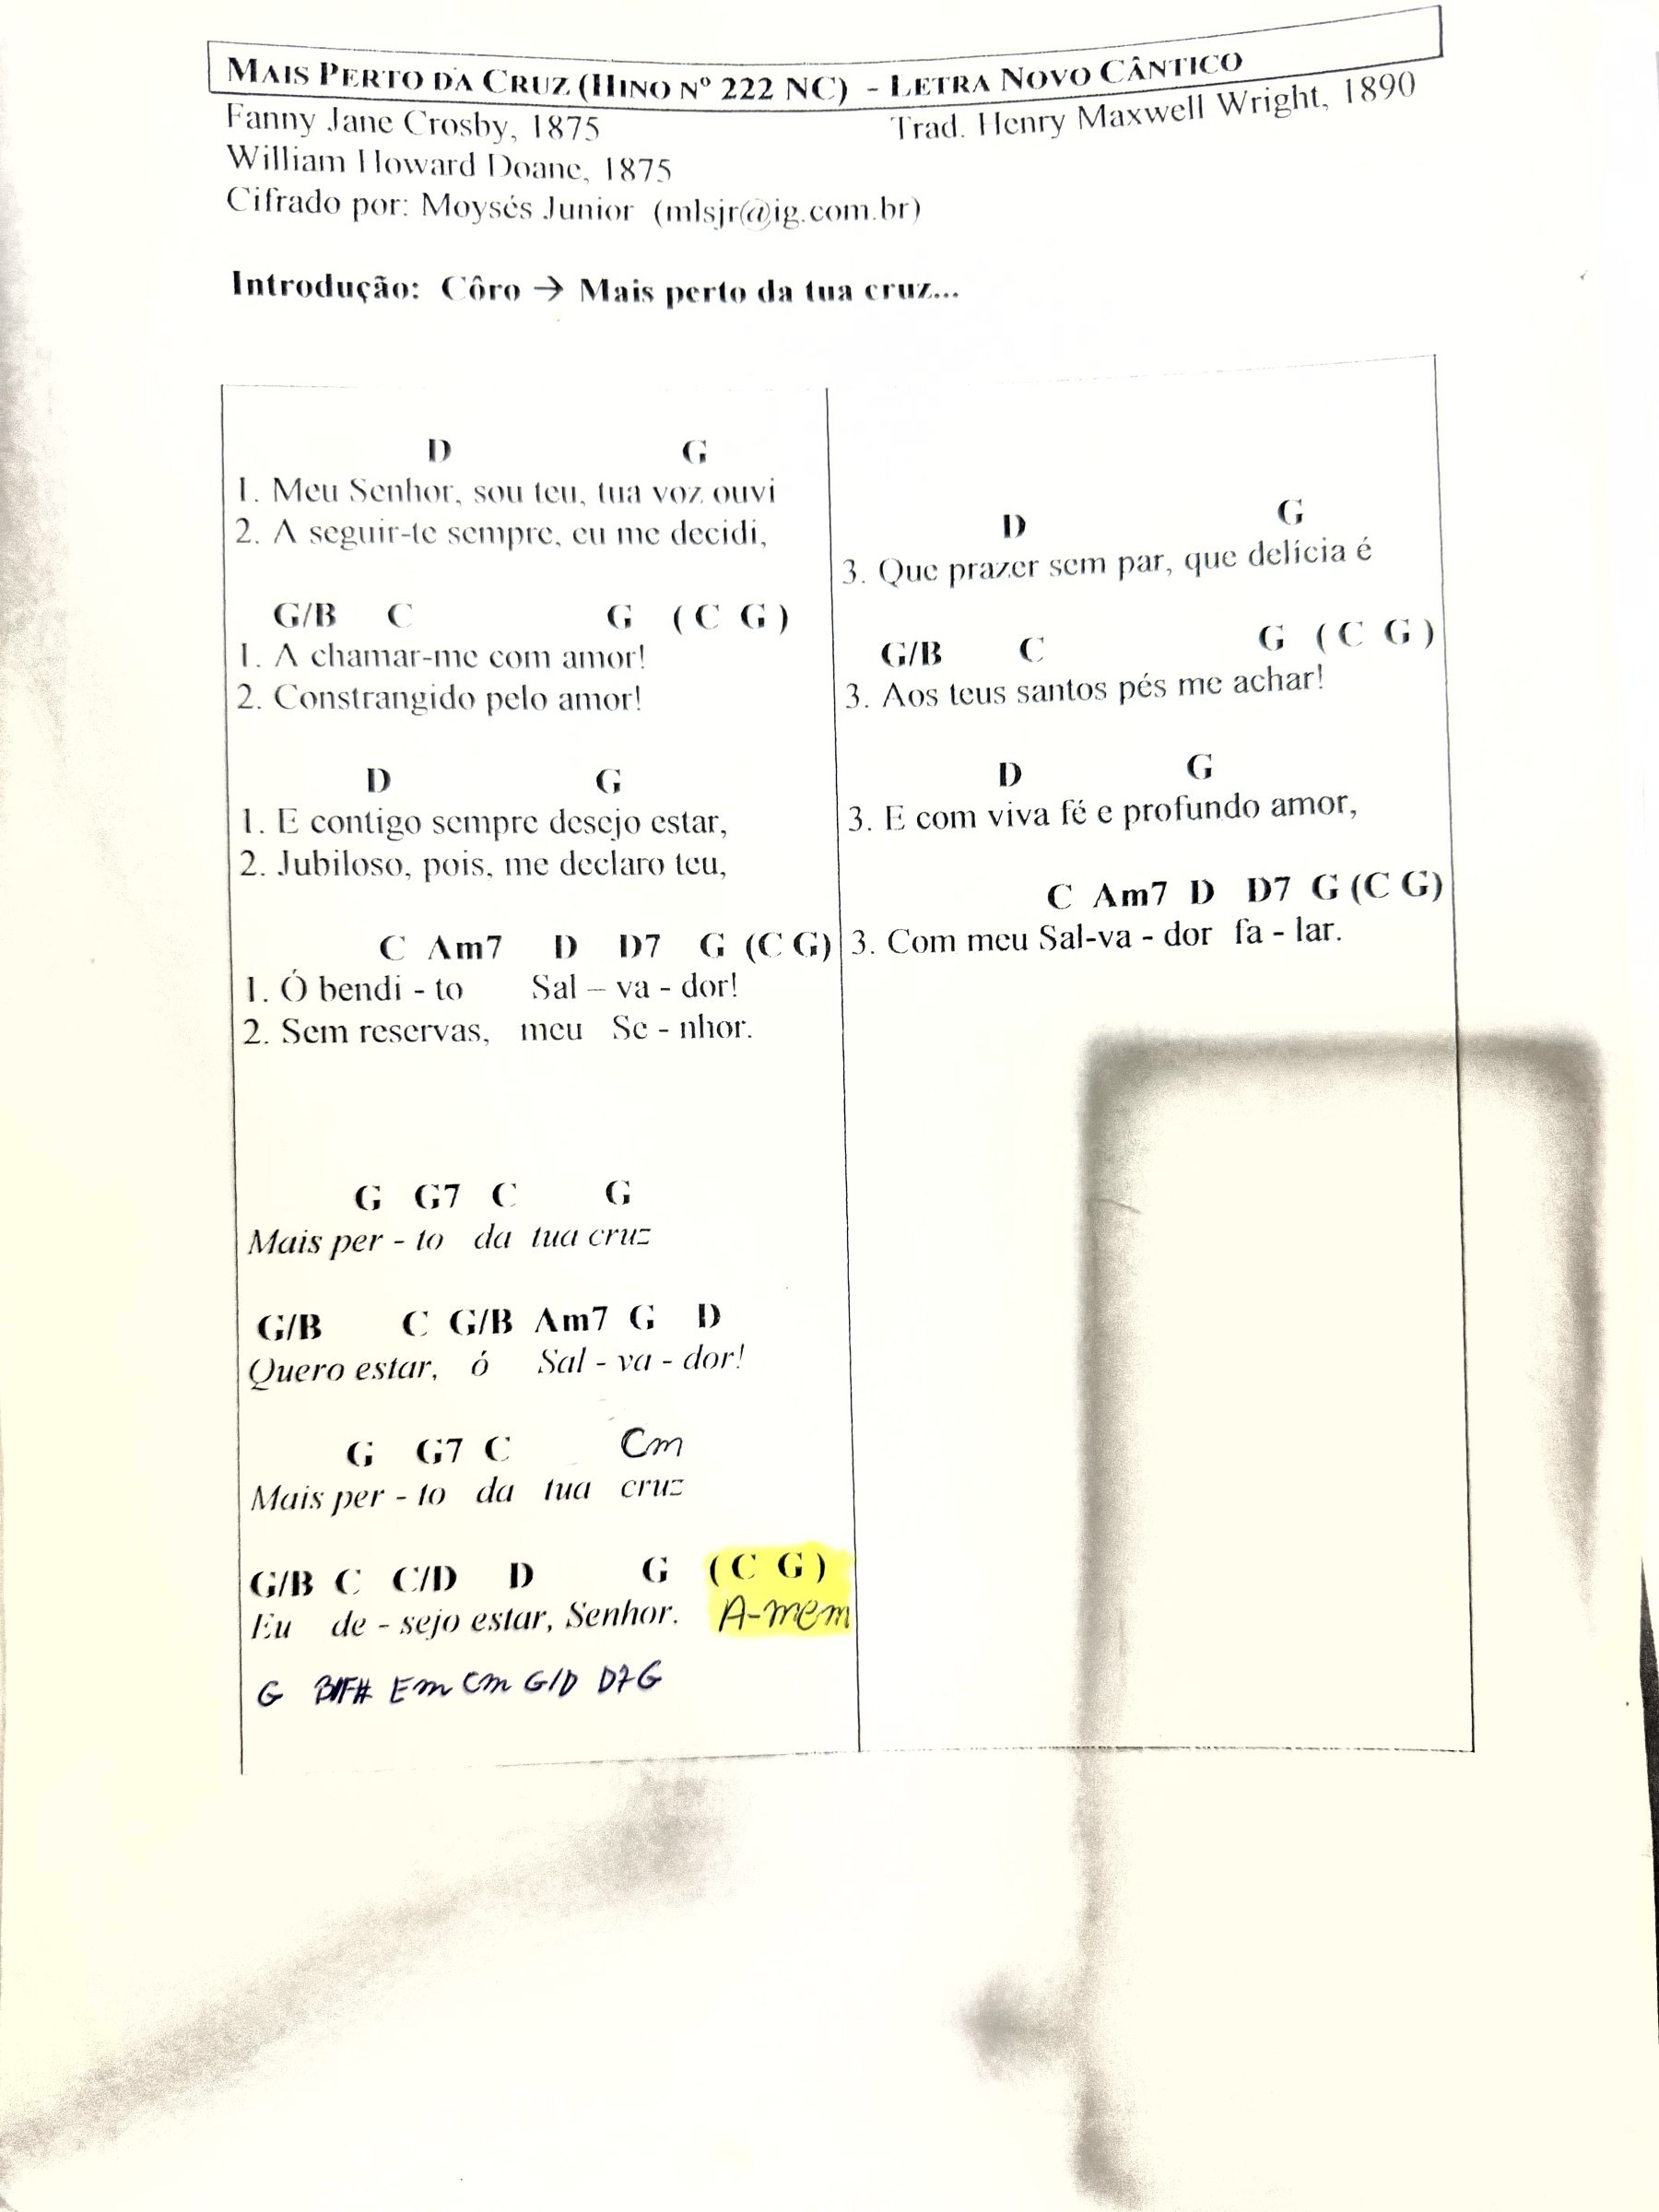 MAIS PERTO DA CRUZ (HINO Nº 222 NC) - LETRA NOVO CÂNTICO
Fanny Jane Crosby, 1875 Trad. Henry Maxwell Wright, 1890
William Howard Doane, 1875
Cifrado por: Moysés Junior (mlsjr@ig.com.br)
Introdução: Côro → Mais perto da tua cruz...
D G
1. Meu Senhor, sou teu, tua voz ouvi
2. A seguir-te sempre, eu me decidi,
G/B C G ( C G )
1. A chamar-me com amor!
2. Constrangido pelo amor!
D G
1. E contigo sempre desejo estar,
2. Jubiloso, pois, me declaro teu,
C Am7 D D7 G (C G)
1. Ó bendi - to Sal – va - dor!
2. Sem reservas, meu Se - nhor.
G G7 C G
Mais per - to da tua cruz
G/B C G/B Am7 G D
Quero estar, ó Sal - va - dor!
G G7 C Cm
Mais per - to da tua cruz
G/B C C/D D G ( C G )
Eu de - sejo estar, Senhor. A-mem
G B/F# Em Cm G/D D7 G
D G
3. Que prazer sem par, que delícia é
G/B C G ( C G )
3. Aos teus santos pés me achar!
D G
3. E com viva fé e profundo amor,
C Am7 D D7 G (C G)
3. Com meu Sal-va - dor fa - lar.